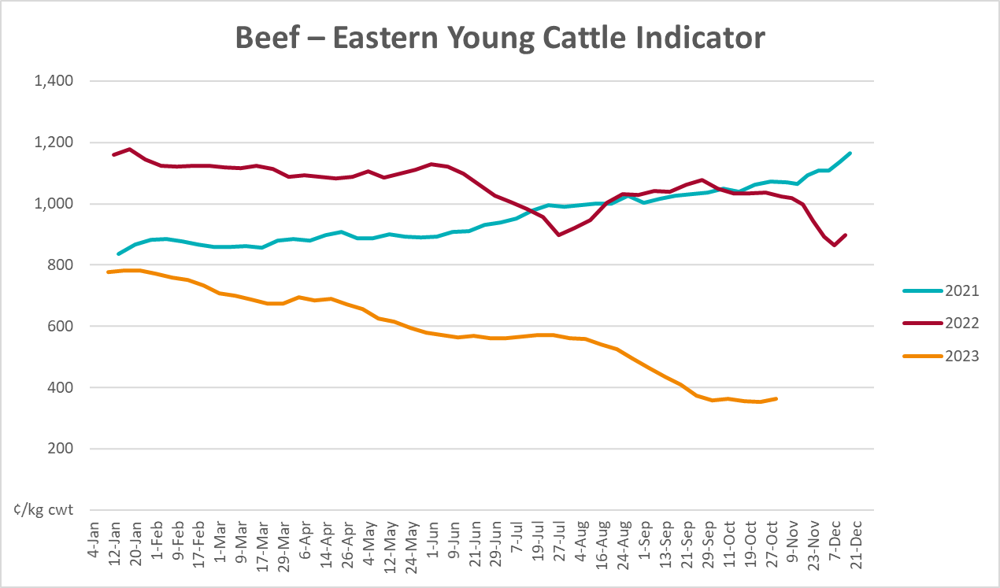 Beef – Eastern Young Cattle Indicator
1,400
1,200
1,000
800
600
400
200
¢/kg cwt
2021
2022
2023
4-Jan
12-Jan
20-Jan
1-Feb
9-Feb
17-Feb
1-Mar
9-Mar
17-Mar
29-Mar
6-Apr
14-Apr
26-Apr
4-May
12-May
24-May
1-Jun
9-Jun
21-Jun
29-Jun
7-Jul
19-Jul
27-Jul
4-Aug
16-Aug
24-Aug
1-Sep
13-Sep
21-Sep
29-Sep
11-Oct
19-Oct
27-Oct
9-Nov
23-Nov
7-Dec
21-Dec